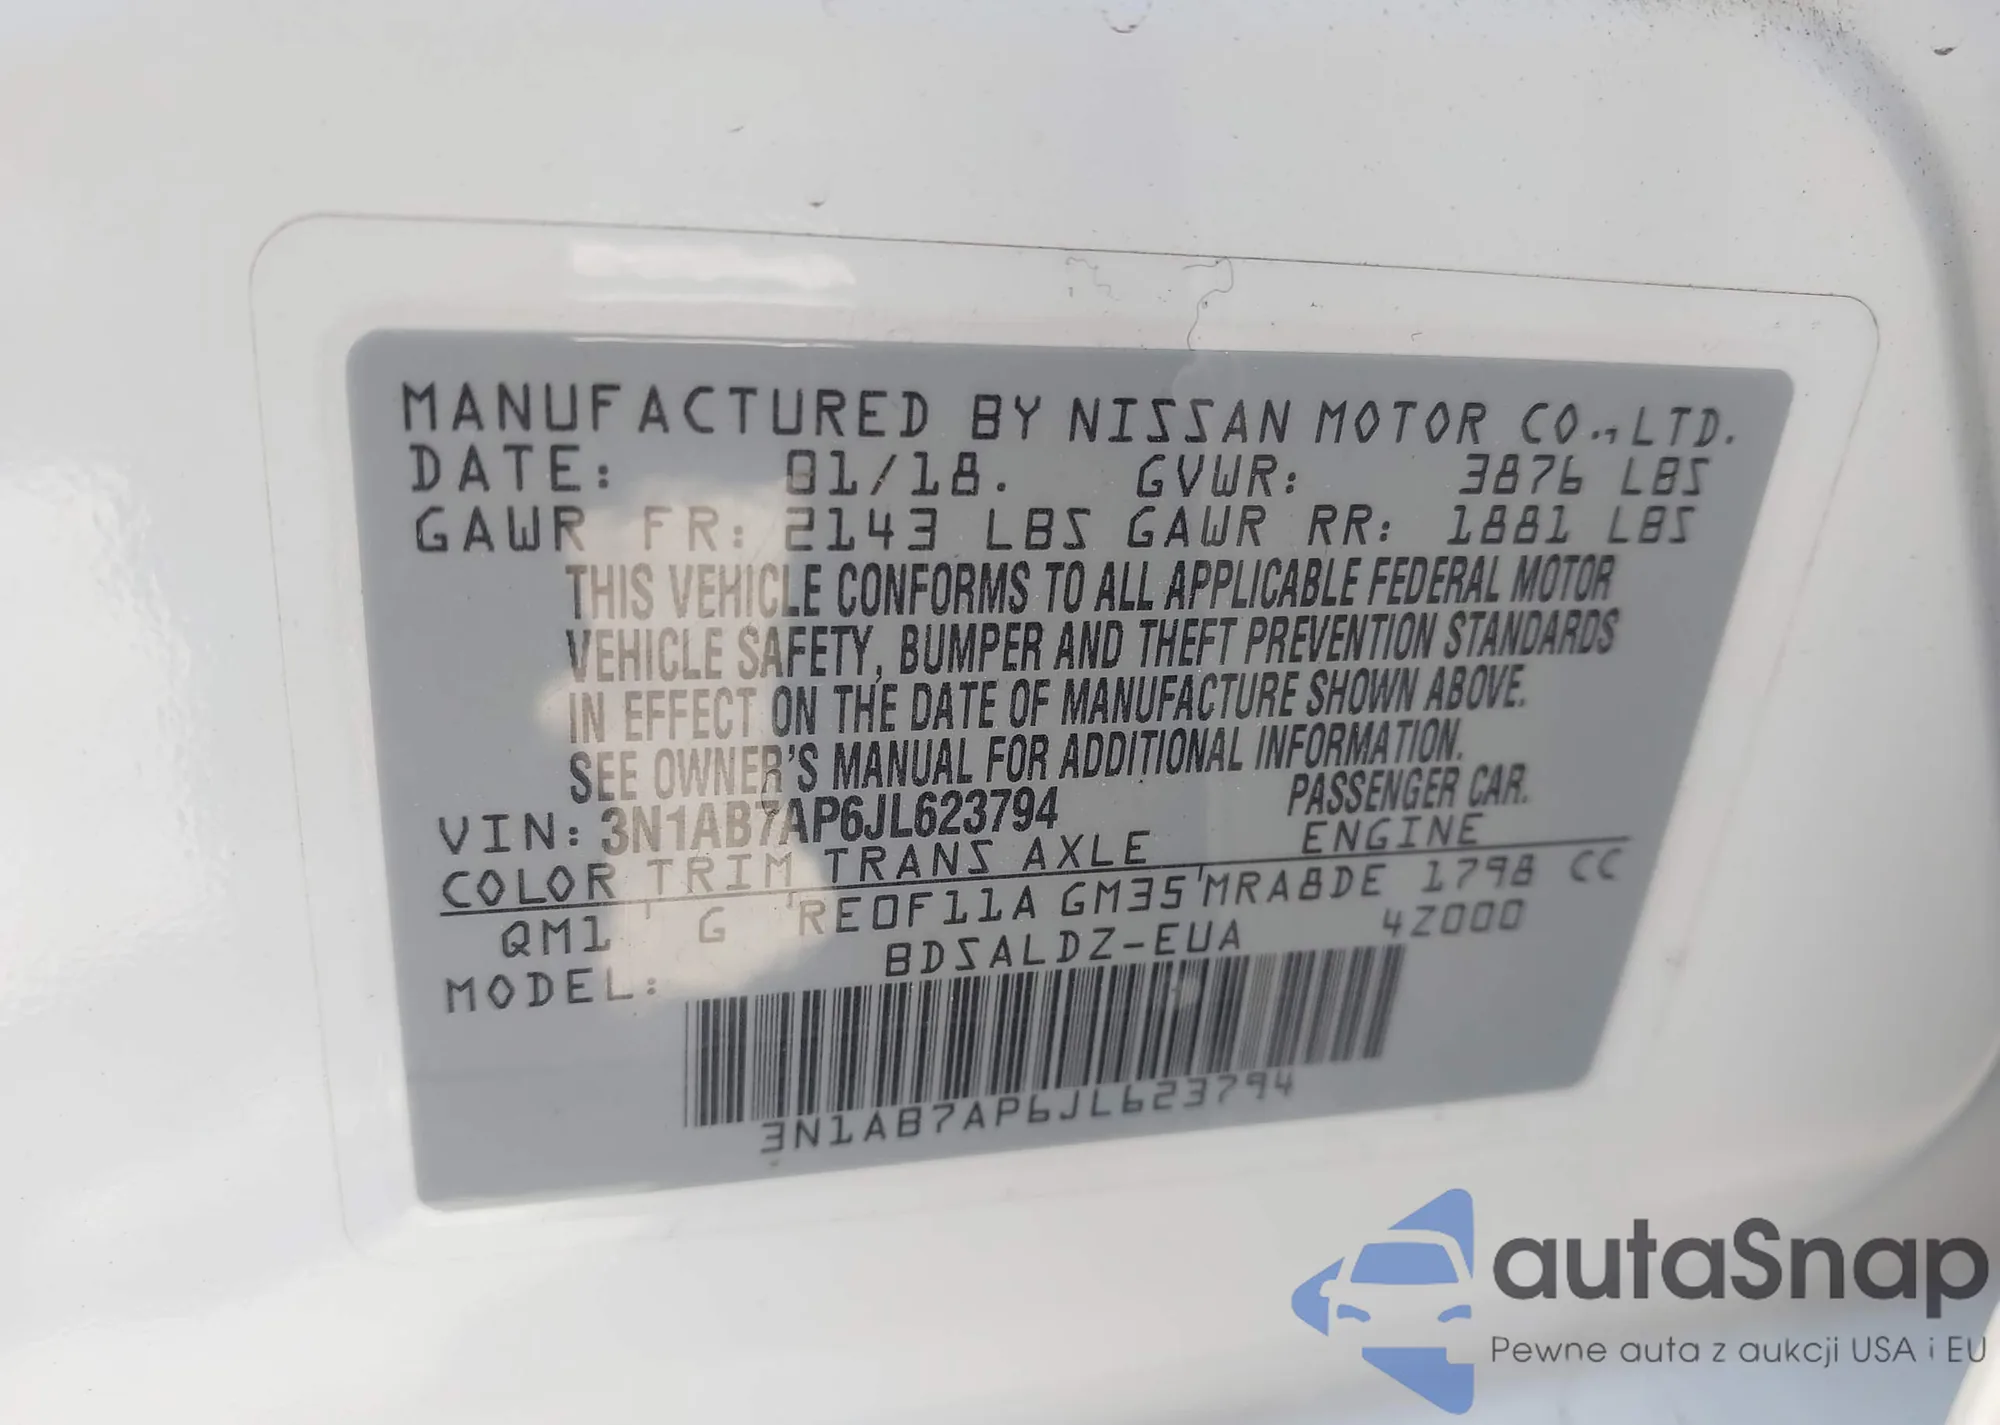 MANUFACTURED BY NISSAN MOTOR CO.,LTD.
DATE: 01/18. GVWR: 3876 LBS
GAWR FR: 2143 LBS GAWR RR: 1881 LBS
THIS VEHICLE CONFORMS TO ALL APPLICABLE FEDERAL MOTOR
VEHICLE SAFETY, BUMPER AND THEFT PREVENTION STANDARDS
IN EFFECT ON THE DATE OF MANUFACTURE SHOWN ABOVE.
SEE OWNER'S MANUAL FOR ADDITIONAL INFORMATION.
VIN: 3N1AB7AP6JL623794 PASSENGER CAR.
COLOR TRIM TRANS AXLE ENGINE
QM1 ' G 'RE0F11A GM35'MRA8DE 1798 CC
MODEL: BDSALDZ-EUA 4Z000
3N1AB7AP6JL623794
autaSnap
Pewne auta z aukcji USA i EU